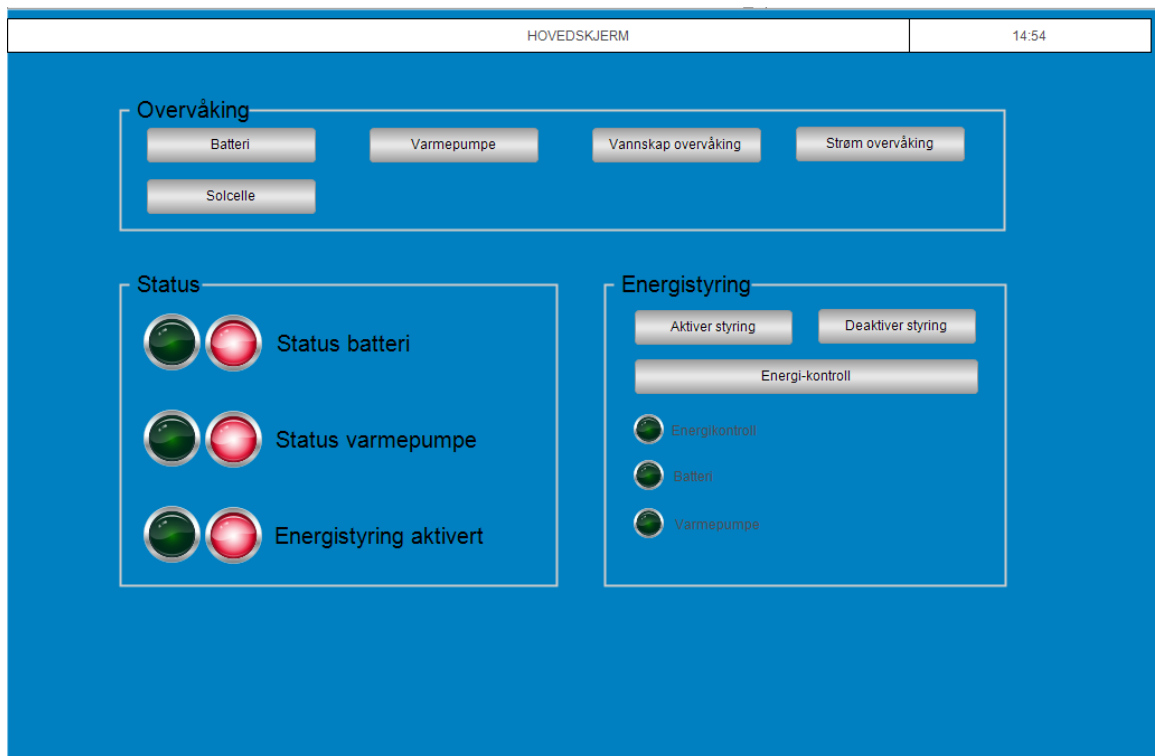 HOVEDSKJERM
14:54
Overvåking
Batteri
Varmepumpe
Vannskap overvåking
Strøm overvåking
Solcelle
Status
Status batteri
Status varmepumpe
Energistyring aktivert
Energistyring
Aktiver styring
Deaktiver styring
Energi-kontroll
Energikontroll
Batteri
Varmepumpe